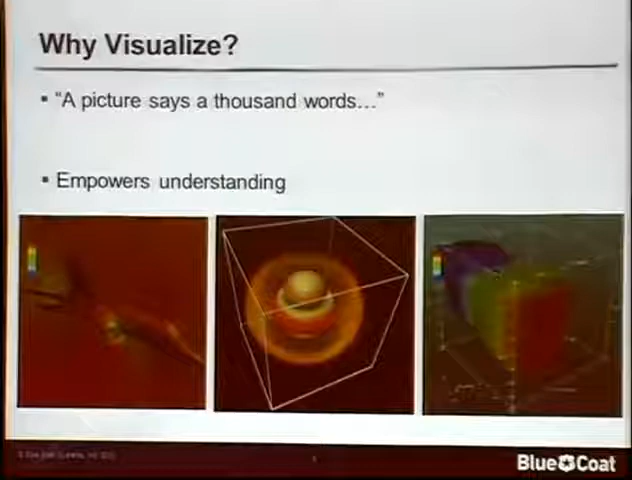 Why Visualize?
▪ “A picture says a thousand words…”
▪ Empowers understanding
Blue Coat